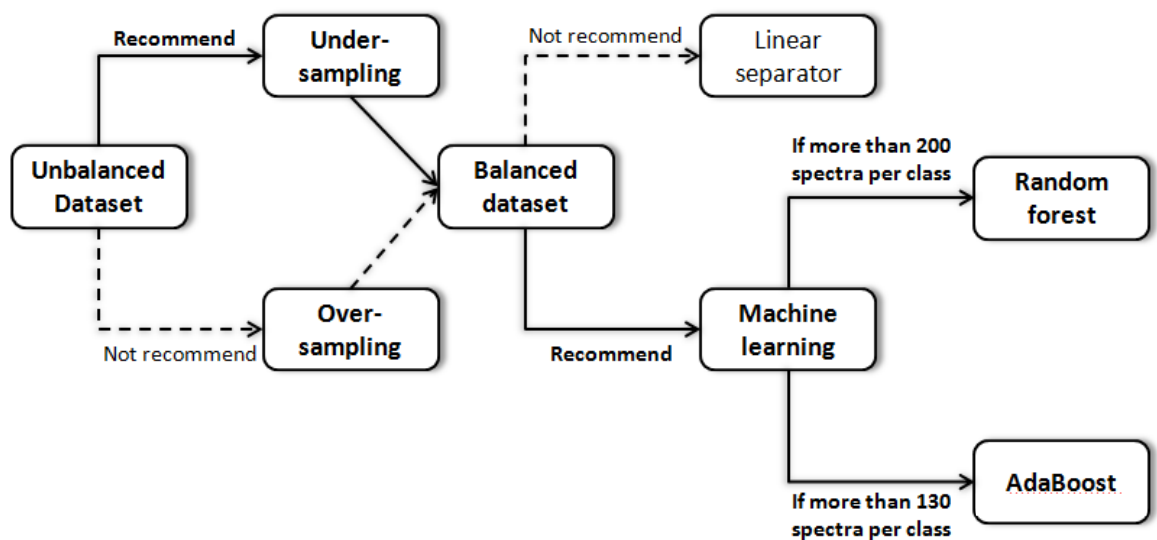 Recommend
Under-
sampling
Not recommend
Linear
separator
Unbalanced
Dataset
Balanced
dataset
If more than 200
spectra per class
Random
forest
Not recommend
Over-
sampling
Recommend
Machine
learning
If more than 130
spectra per class
AdaBoost